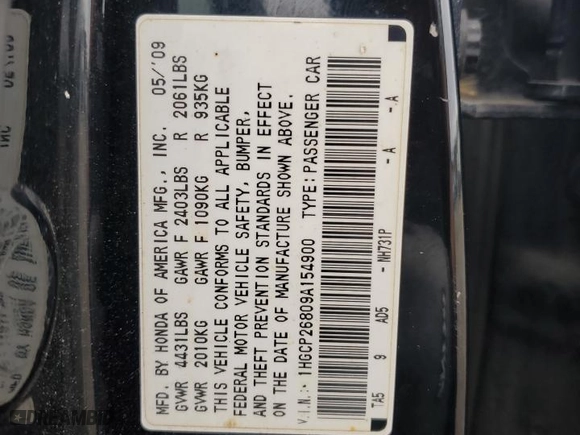 MFD. BY HONDA OF AMERICA MFG., INC. 05/'09
GVWR 4431LBS GAWR F 2403LBS R 2061LBS
GVWR 2010KG GAWR F 1090KG R 935KG
THIS VEHICLE CONFORMS TO ALL APPLICABLE
FEDERAL MOTOR VEHICLE SAFETY, BUMPER,
AND THEFT PREVENTION STANDARDS IN EFFECT
ON THE DATE OF MANUFACTURE SHOWN ABOVE.
V.I.N.: 1HGCP26809A154900 TYPE:PASSENGER CAR
TA5 9 AD5 - NH731P - A - A
INC